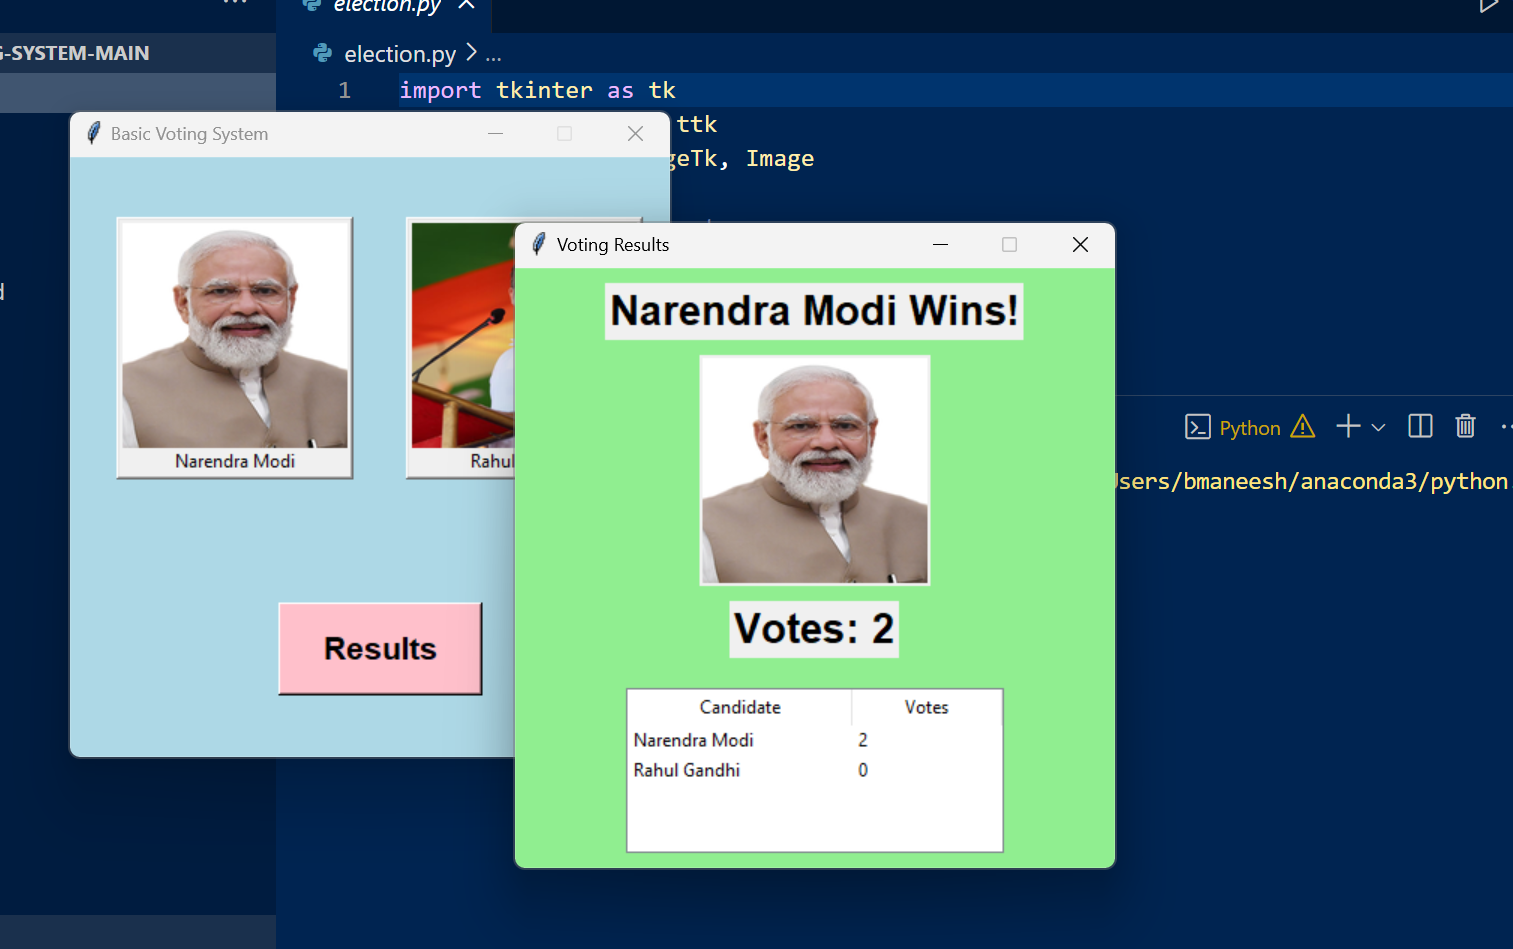 election.py
G-SYSTEM-MAIN
election.py > ...
1 import tkinter as tk
ttk
geTk, Image
Basic Voting System
Narendra Modi
Rahul
Results
Voting Results
Narendra Modi Wins!
Votes: 2
Candidate Votes
Narendra Modi 2
Rahul Gandhi 0
Python
Users/bmaneesh/anaconda3/python.
d